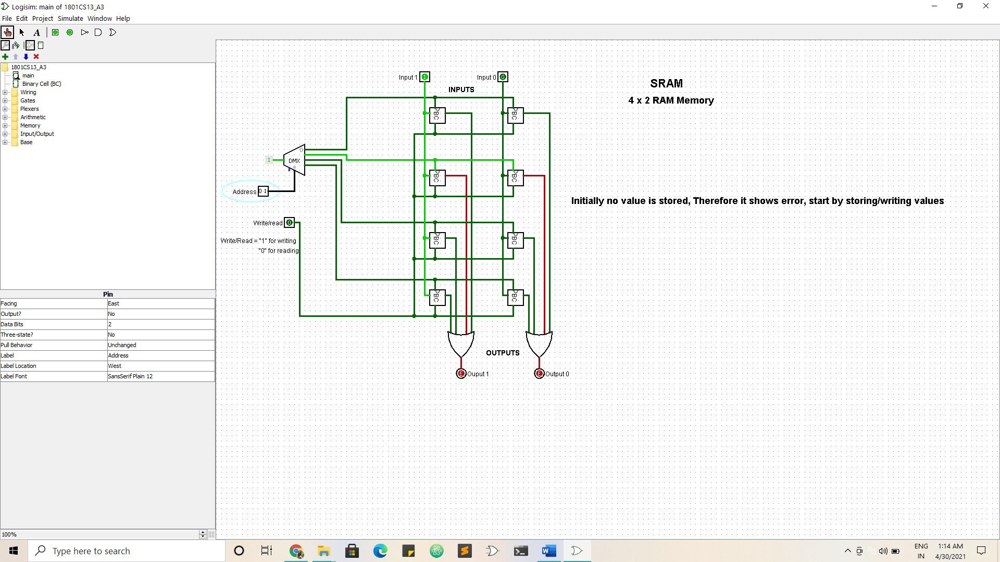 Logisim: main of 1801CS13_A3
File Edit Project Simulate Window Help
A
1801CS13_A3
main
Binary Cell (BC)
Wiring
Gates
Plexers
Arithmetic
Memory
Input/Output
Base
Pin
Facing East
Output? No
Data Bits 2
Three-state? No
Pull Behavior Unchanged
Label Address
Label Location West
Label Font SansSerif Plain 12
100%
Input 1 1 Input 0 0
INPUTS
SRAM
4 x 2 RAM Memory
BC BC
0
1 DMX
BC BC
Address 0 1
Initially no value is stored, Therefore it shows error, start by storing/writing values
Write/read 0
Write/Read = "1" for writing
"0" for reading
BC BC
BC BC
OUTPUTS
E Ouput 1 E Output 0
Type here to search
ENG
IN
1:14 AM
4/30/2021